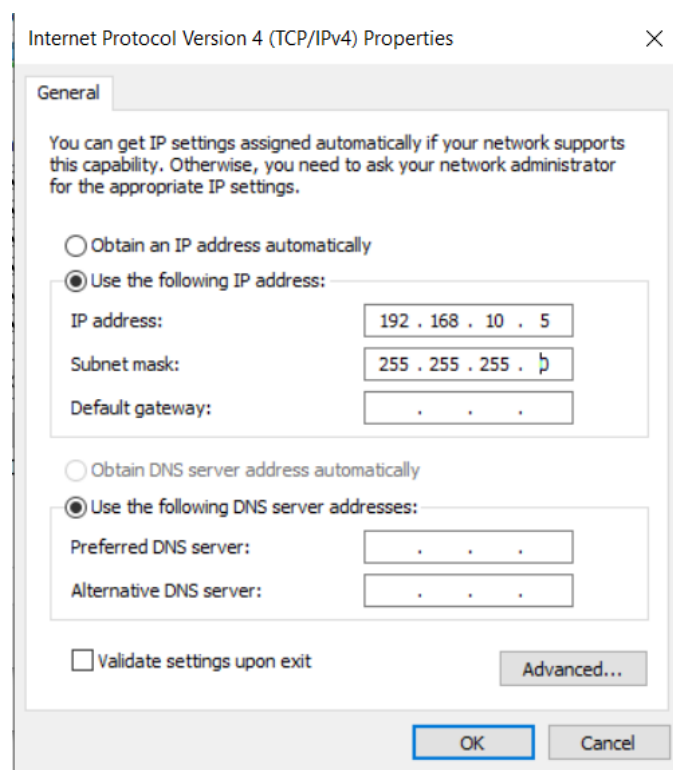 Internet Protocol Version 4 (TCP/IPv4) Properties
General
You can get IP settings assigned automatically if your network supports
this capability. Otherwise, you need to ask your network administrator
for the appropriate IP settings.
Obtain an IP address automatically
Use the following IP address:
IP address: 192 . 168 . 10 . 5
Subnet mask: 255 . 255 . 255 . 0
Default gateway: . . .
Obtain DNS server address automatically
Use the following DNS server addresses:
Preferred DNS server: . . .
Alternative DNS server: . . .
Validate settings upon exit
Advanced...
OK Cancel